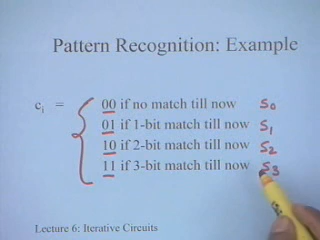 Pattern Recognition: Example
cᵢ = 00 if no match till now S₀
01 if 1-bit match till now S₁
10 if 2-bit match till now S₂
11 if 3-bit match till now S₃
Lecture 6: Iterative Circuits